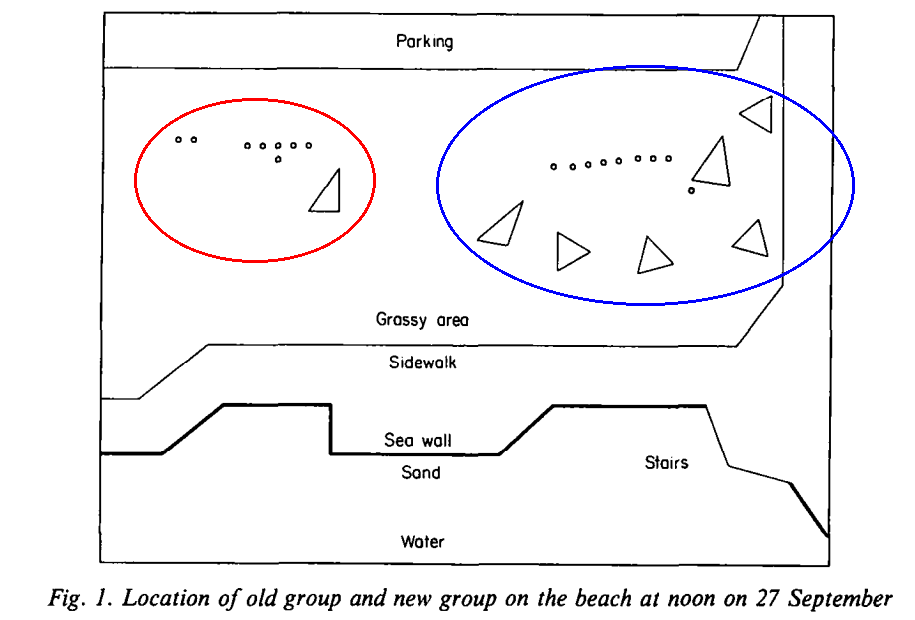 Parking
Grassy area
Sidewalk
Sea wall
Sand
Stairs
Water
Fig. 1. Location of old group and new group on the beach at noon on 27 September